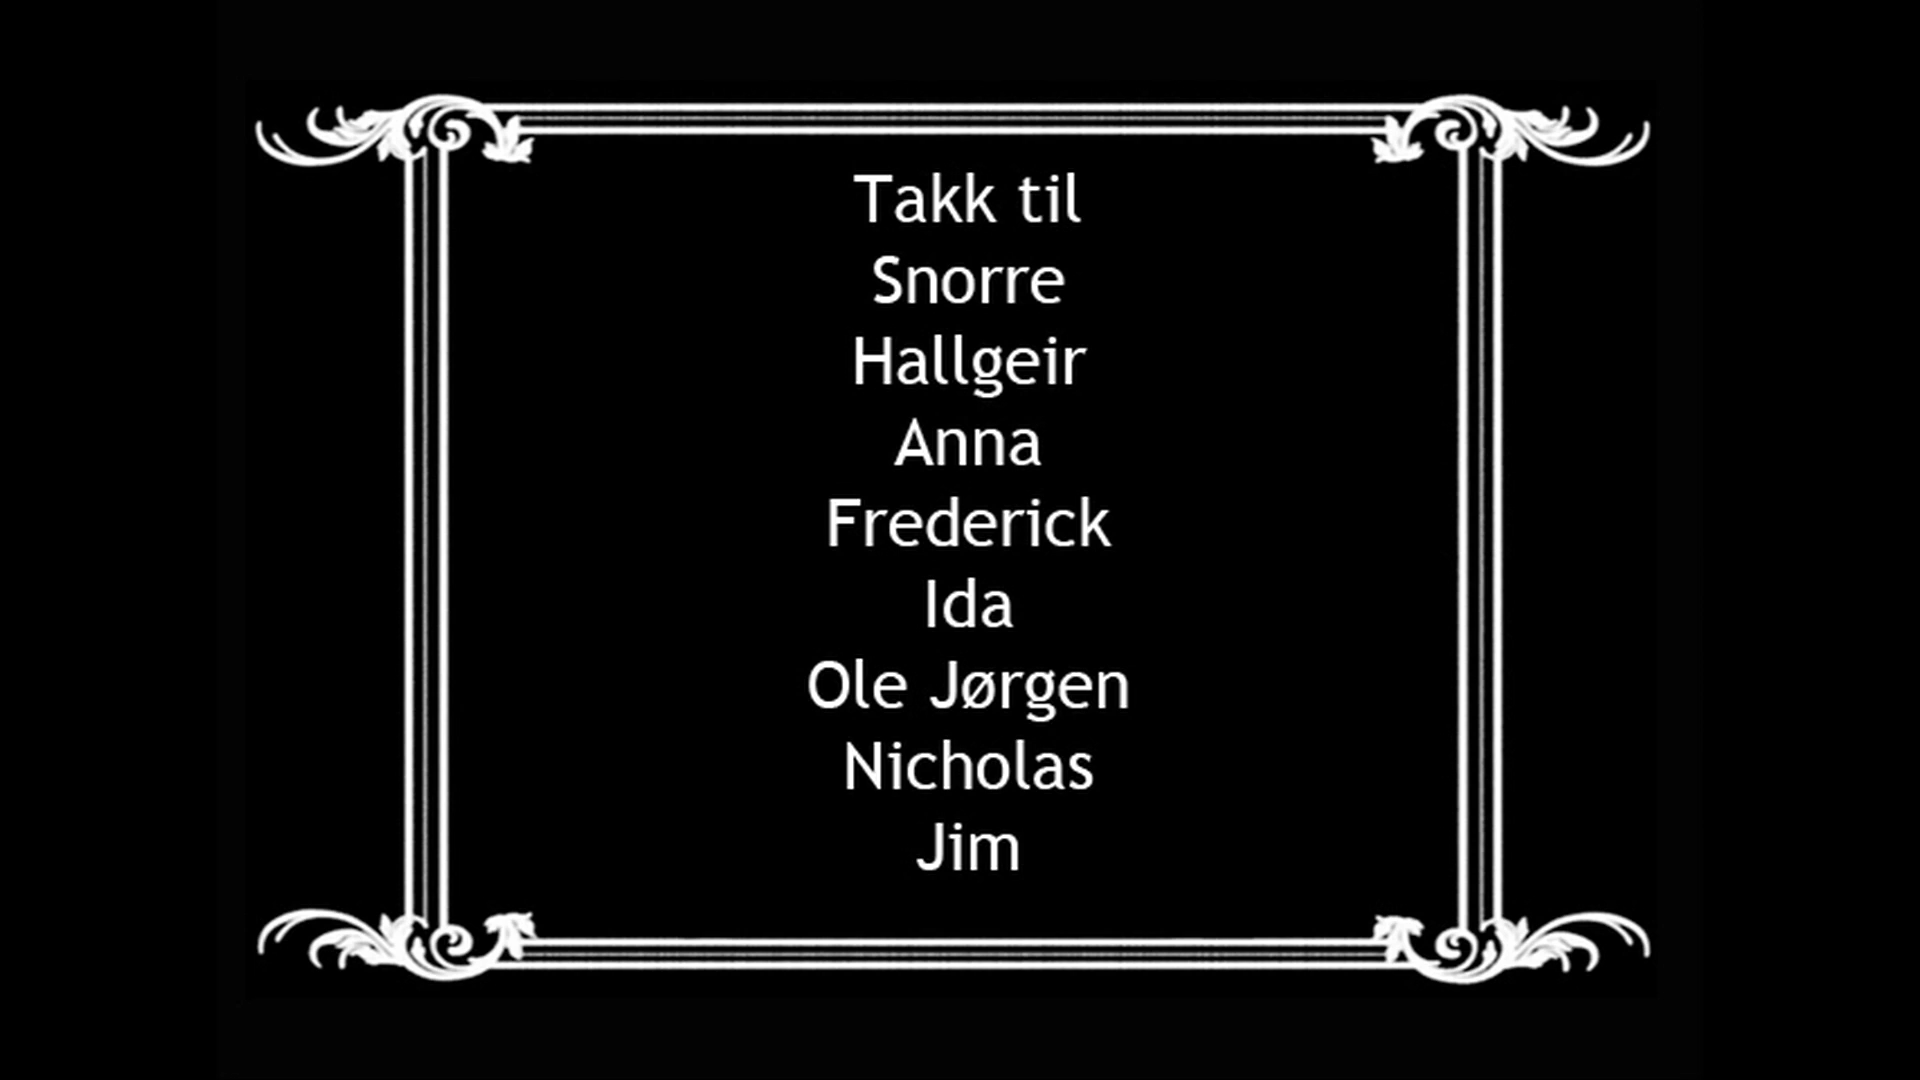 Takk til
Snorre
Hallgeir
Anna
Frederick
Ida
Ole Jørgen
Nicholas
Jim